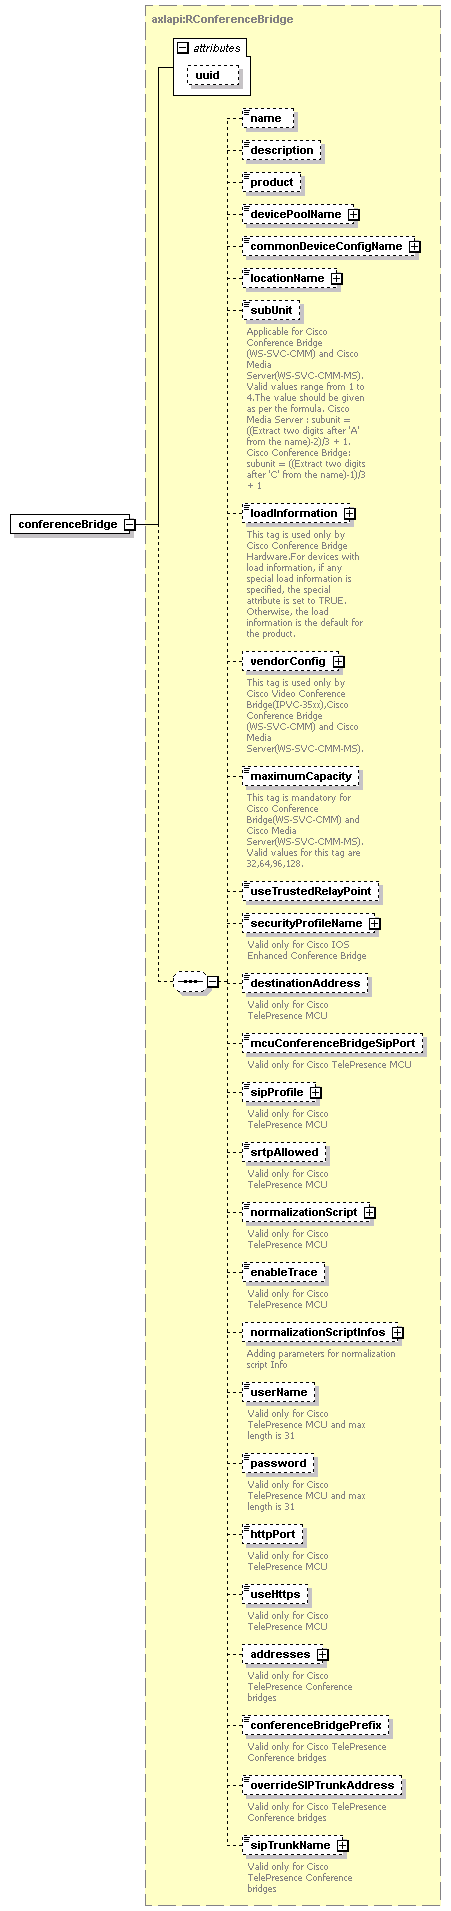 axlapi:RConferenceBridge
attributes
uuid
name
description
product
devicePoolName
commonDeviceConfigName
locationName
subUnit
Applicable for Cisco
Conference Bridge
(WS-SVC-CMM) and Cisco
Media
Server(WS-SVC-CMM-MS).
Valid values range from 1 to
4.The value should be given
as per the formula. Cisco
Media Server : subunit =
((Extract two digits after 'A'
from the name)-2)/3 + 1.
Cisco Conference Bridge:
subunit = ((Extract two digits
after 'C' from the name)-1)/3
+ 1
conferenceBridge
loadInformation
This tag is used only by
Cisco Conference Bridge
Hardware.For devices with
load information, if any
special load information is
specified, the special
attribute is set to TRUE.
Otherwise, the load
information is the default for
the product.
vendorConfig
This tag is used only by
Cisco Video Conference
Bridge(IPVC-35xx),Cisco
Conference Bridge
(WS-SVC-CMM) and Cisco
Media
Server(WS-SVC-CMM-MS).
maximumCapacity
This tag is mandatory for
Cisco Conference
Bridge(WS-SVC-CMM) and
Cisco Media
Server(WS-SVC-CMM-MS).
Valid values for this tag are
32,64,96,128.
useTrustedRelayPoint
securityProfileName
Valid only for Cisco IOS
Enhanced Conference Bridge
destinationAddress
Valid only for Cisco
TelePresence MCU
mcuConferenceBridgeSipPort
Valid only for Cisco TelePresence MCU
sipProfile
Valid only for Cisco
TelePresence MCU
srtpAllowed
Valid only for Cisco
TelePresence MCU
normalizationScript
Valid only for Cisco
TelePresence MCU
enableTrace
Valid only for Cisco
TelePresence MCU
normalizationScriptInfos
Adding parameters for normalization
script Info
userName
Valid only for Cisco
TelePresence MCU and max
length is 31
password
Valid only for Cisco
TelePresence MCU and max
length is 31
httpPort
Valid only for Cisco
TelePresence MCU
useHttps
Valid only for Cisco
TelePresence MCU
addresses
Valid only for Cisco
TelePresence Conference
bridges
conferenceBridgePrefix
Valid only for Cisco TelePresence
Conference bridges
overrideSIPTrunkAddress
Valid only for Cisco TelePresence
Conference bridges
sipTrunkName
Valid only for Cisco
TelePresence Conference
bridges